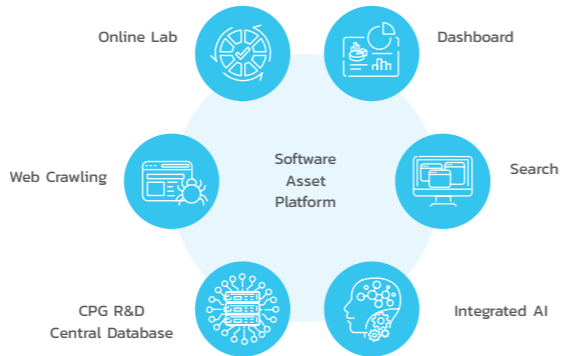 Online Lab
Dashboard
Web Crawling
Software
Asset
Platform
Search
CPG R&D
Central Database
Integrated AI